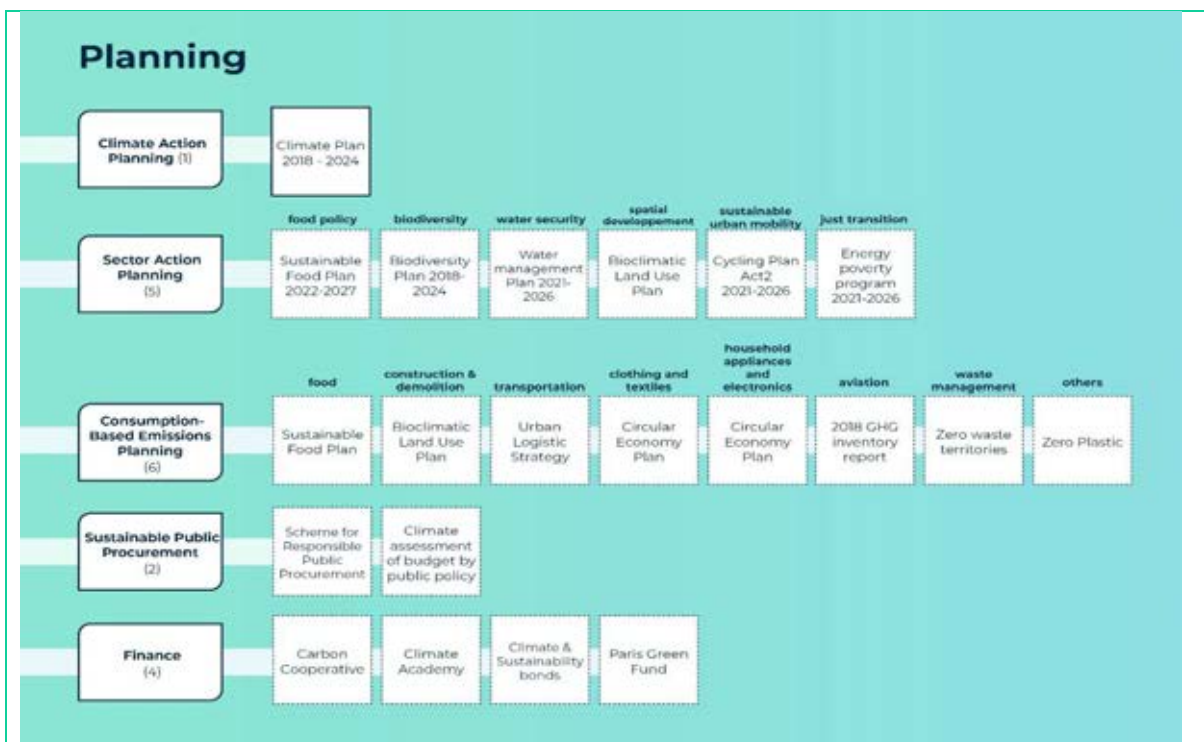 Planning
Climate Action
Planning (1)
Climate Plan
2018 - 2024
food policy
biodiversity
water security
spatial
developpement
sustainable
urban mobility
just transition
Sector Action
Planning
(5)
Sustainable
Food Plan
2022-2027
Biodiversity
Plan 2018-
2024
Water
management
Plan 2021-
2026
Bioclimatic
Land Use
Plan
Cycling Plan
Act2
2021-2026
Energy
poverty
program
2021-2026
food
construction &
demolition
transportation
clothing and
textiles
household
appliances
and
electronics
aviation
waste
management
others
Consumption-
Based Emissions
Planning
(6)
Sustainable
Food Plan
Bioclimatic
Land Use
Plan
Urban
Logistic
Strategy
Circular
Economy
Plan
Circular
Economy
Plan
2018 GHG
inventory
report
Zero waste
territories
Zero Plastic
Sustainable Public
Procurement
(2)
Scheme for
Responsible
Public
Procurement
Climate
assessment
of budget by
public policy
Finance
(4)
Carbon
Cooperative
Climate
Academy
Climate &
Sustainability
bonds
Paris Green
Fund